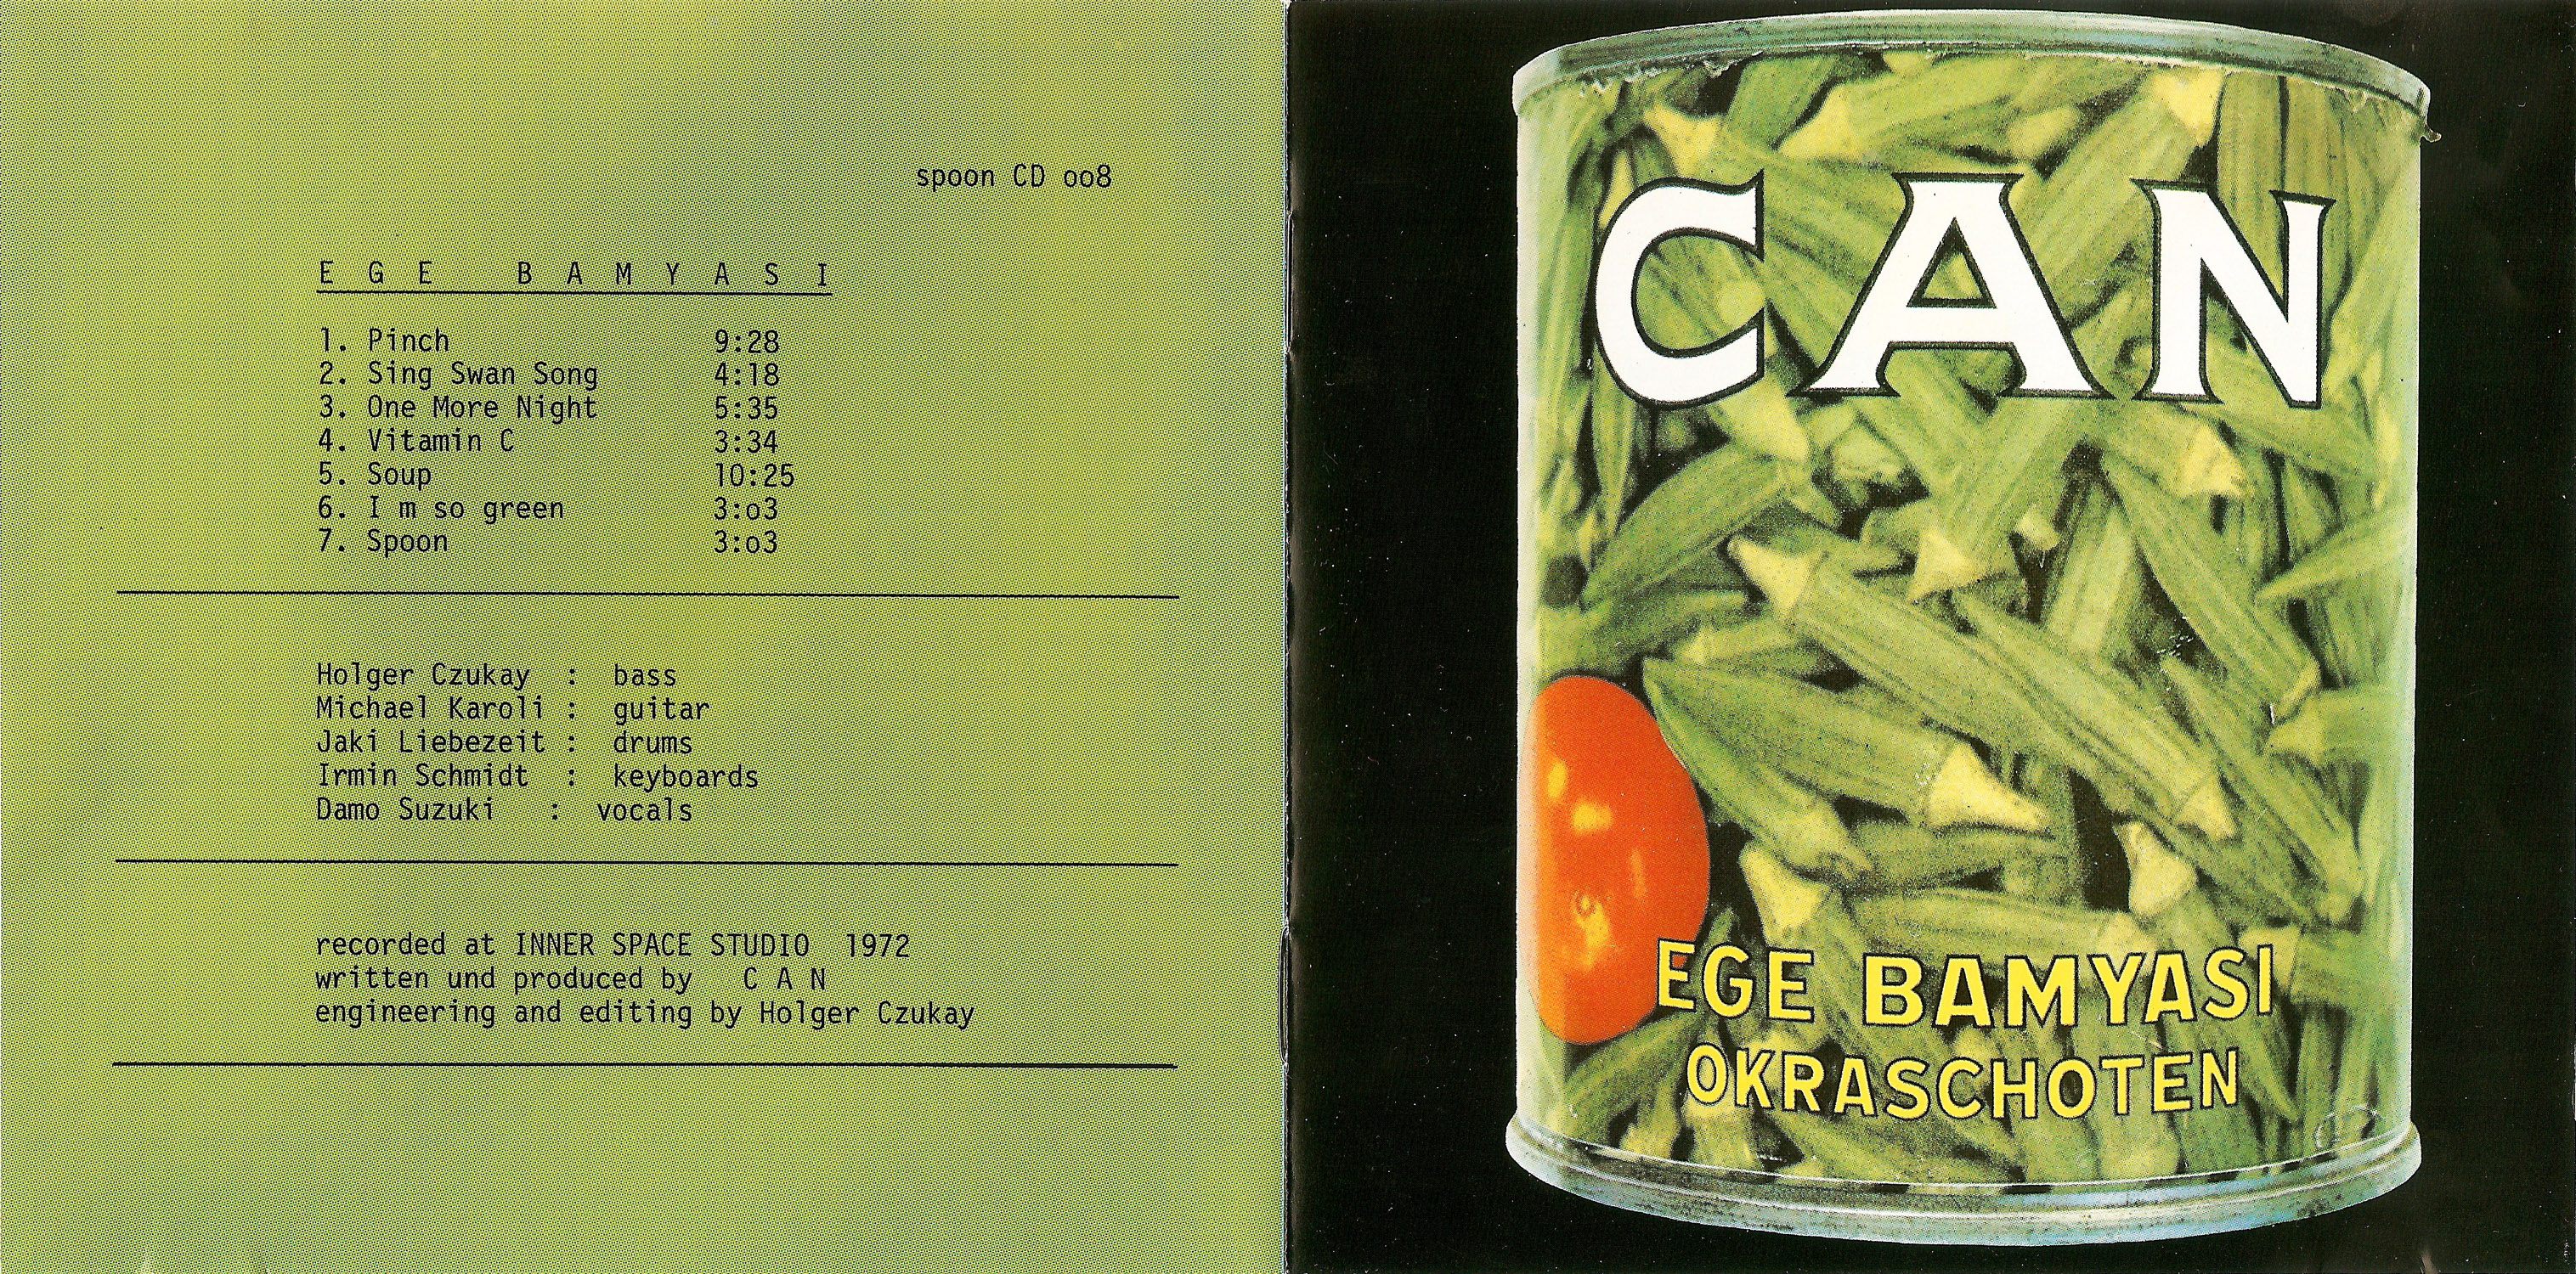 spoon CD oo8
E G E B A M Y A S I
1. Pinch 9:28
2. Sing Swan Song 4:18
3. One More Night 5:35
4. Vitamin C 3:34
5. Soup 10:25
6. I m so green 3:o3
7. Spoon 3:o3
Holger Czukay : bass
Michael Karoli : guitar
Jaki Liebezeit : drums
Irmin Schmidt : keyboards
Damo Suzuki : vocals
recorded at INNER SPACE STUDIO 1972
written und produced by C A N
engineering and editing by Holger Czukay
CAN
EGE BAMYASI
OKRASCHOTEN